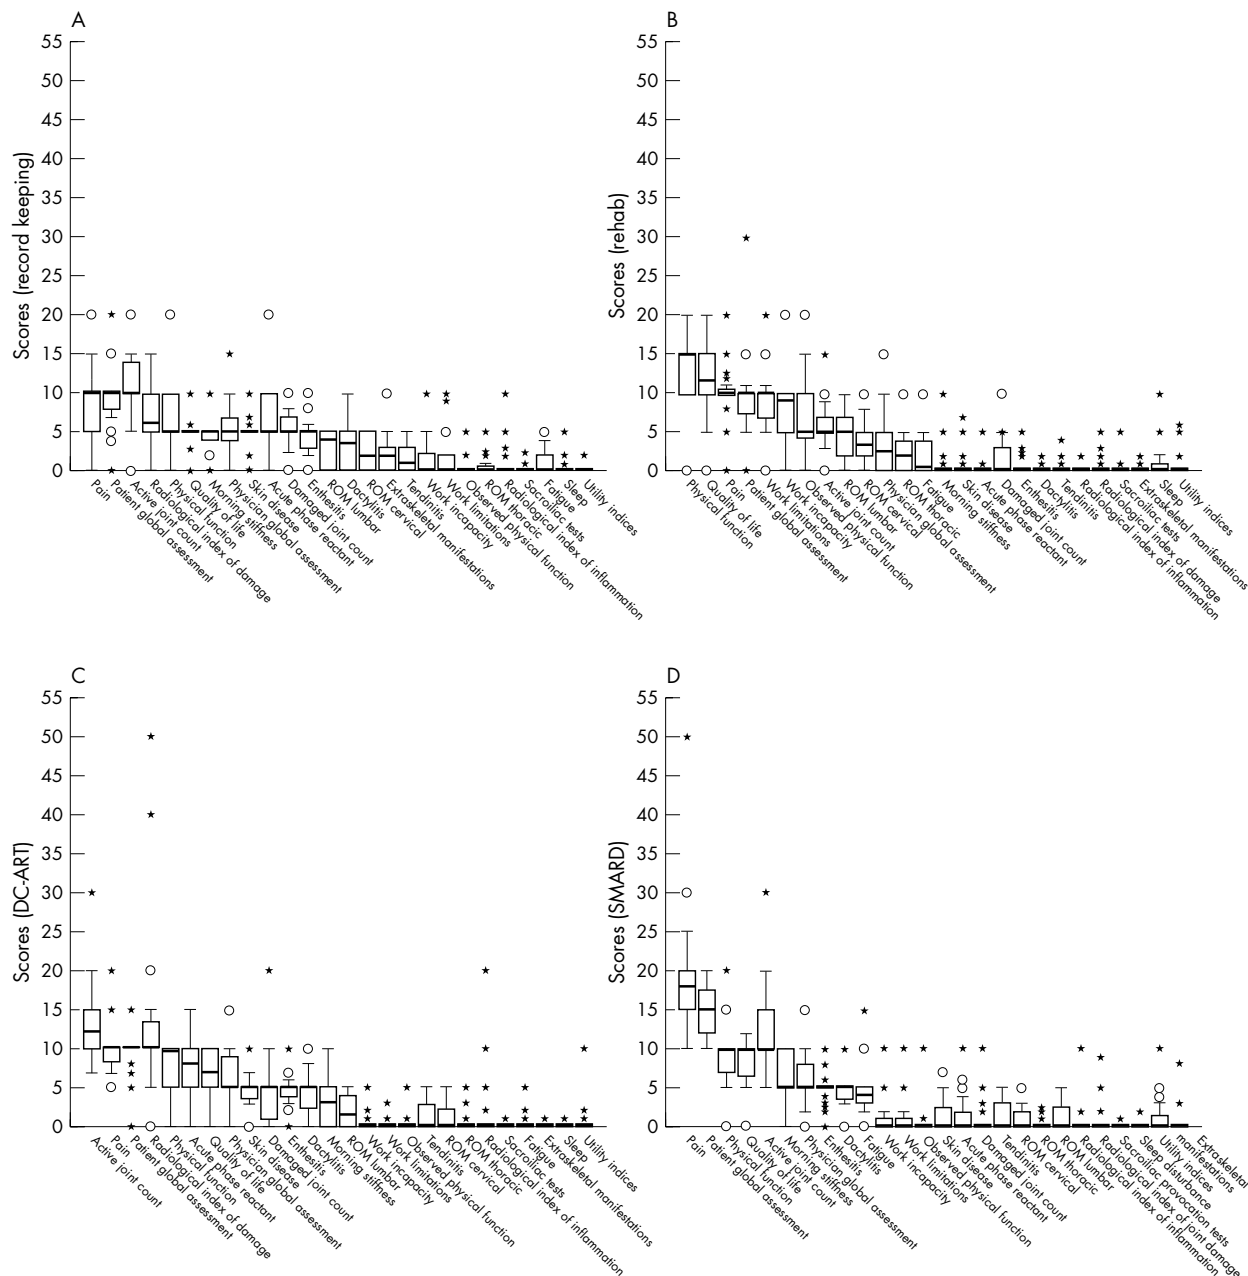 A
55
50
45
40
35
30
25
20
15
10
5
0
Scores (record keeping)
Pain
Patient global assessment
Active joint count
Radiological index of damage
Physical function
Quality of life
Morning stiffness
Physician global assessment
Skin disease
Acute phase reactant
Damaged joint count
Enthesitis
ROM lumbar
Dactylitis
ROM cervical
Extraskeletal manifestations
Tendinitis
Work incapacity
Work limitations
Observed physical function
ROM thoracic
Radiological index of inflammation
Sacroiliac tests
Fatigue
Sleep
Utility indices
B
55
50
45
40
35
30
25
20
15
10
5
0
Scores (rehab)
Physical function
Quality of life
Pain
Patient global assessment
Work limitations
Work incapacity
Observed physical function
Active joint count
ROM lumbar
ROM cervical
Physician global assessment
ROM thoracic
Fatigue
Morning stiffness
Skin disease
Acute phase reactant
Damaged joint count
Enthesitis
Dactylitis
Tendinitis
Radiological index of inflammation
Radiological index of damage
Sacroiliac tests
Extraskeletal manifestations
Sleep
Utility indices
C
55
50
45
40
35
30
25
20
15
10
5
0
Scores (DC-ART)
Active joint count
Pain
Patient global assessment
Radiological index of damage
Physical function
Acute phase reactant
Quality of life
Physician global assessment
Skin disease
Damaged joint count
Enthesitis
Dactylitis
Morning stiffness
ROM lumbar
Work incapacity
Work limitations
Observed physical function
Tendinitis
ROM cervical
ROM thoracic
Radiological index of inflammation
Sacroiliac tests
Fatigue
Extraskeletal manifestations
Sleep
Utility indices
D
55
50
45
40
35
30
25
20
15
10
5
0
Scores (SMARD)
Pain
Patient global assessment
Physical function
Quality of life
Active joint count
Morning stiffness
Physician global assessment
Enthesitis
Dactylitis
Fatigue
Work incapacity
Work limitations
Observed physical function
Skin disease
Acute phase reactant
Damaged joint count
Tendinitis
ROM cervical
ROM thoracic
ROM lumbar
Radiological index of inflammation
Radiological index of joint damage
Sacroiliac provocation tests
Sleep disturbance
Utility indices
Extraskeletal
manifestations